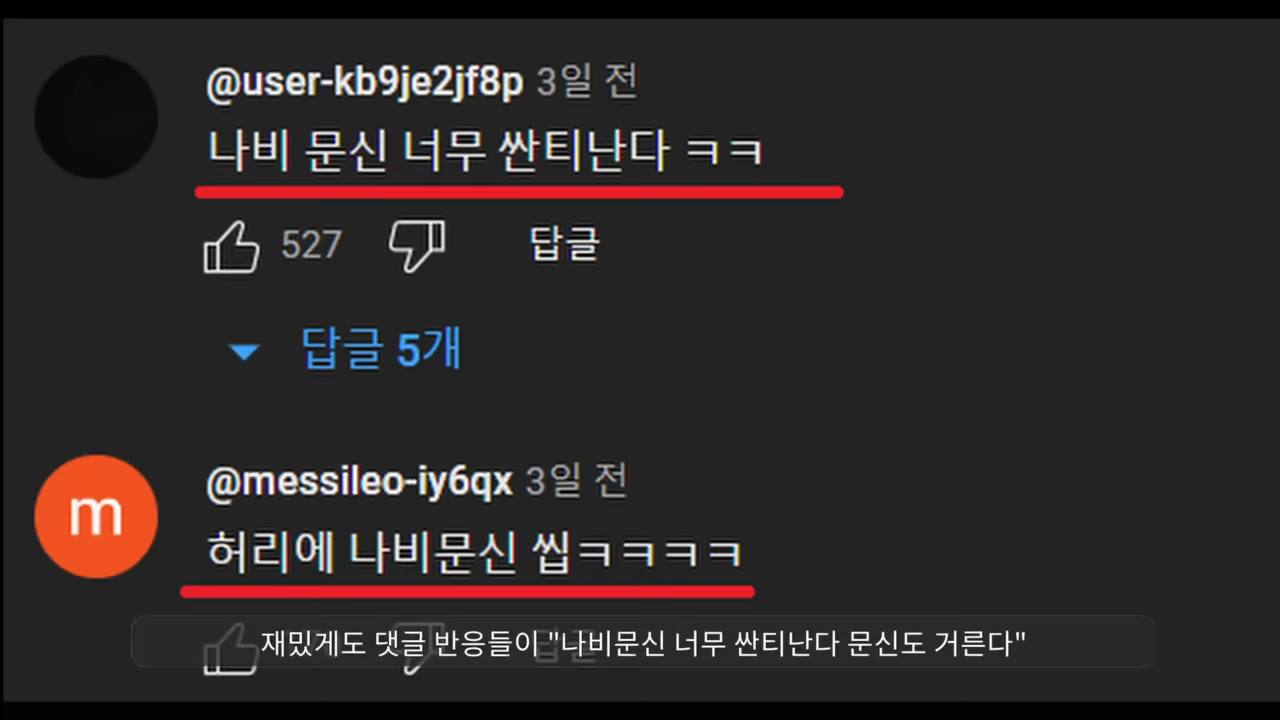 @user-kb9je2jf8p 3일 전
나비 문신 너무 싼티난다 ㅋㅋ
527 답글
답글 5개
m
@messileo-iy6qx 3일 전
허리에 나비문신 씹ㅋㅋㅋㅋ
답글
재밌게도 댓글 반응들이 "나비문신 너무 싼티난다 문신도 거른다"